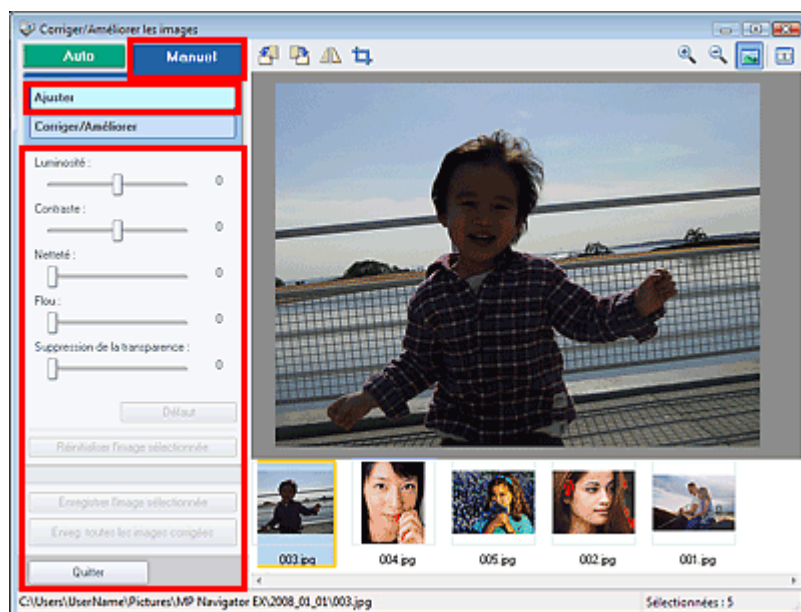 Corriger/Améliorer les images
Auto
Manuel
Ajuster
Corriger/Améliorer
Luminosité :
0
Contraste :
0
Netteté :
0
Flou :
0
Suppression de la transparence :
0
Défaut
Réinitialiser l'image sélectionnée
Enregistrer l'image sélectionnée
Enreg. toutes les images corrigées
Quitter
003.jpg
004.jpg
005.jpg
002.jpg
001.jpg
C:\Users\UserName\Pictures\MP Navigator EX\2008_01_01\003.jpg
Sélectionnées : 5